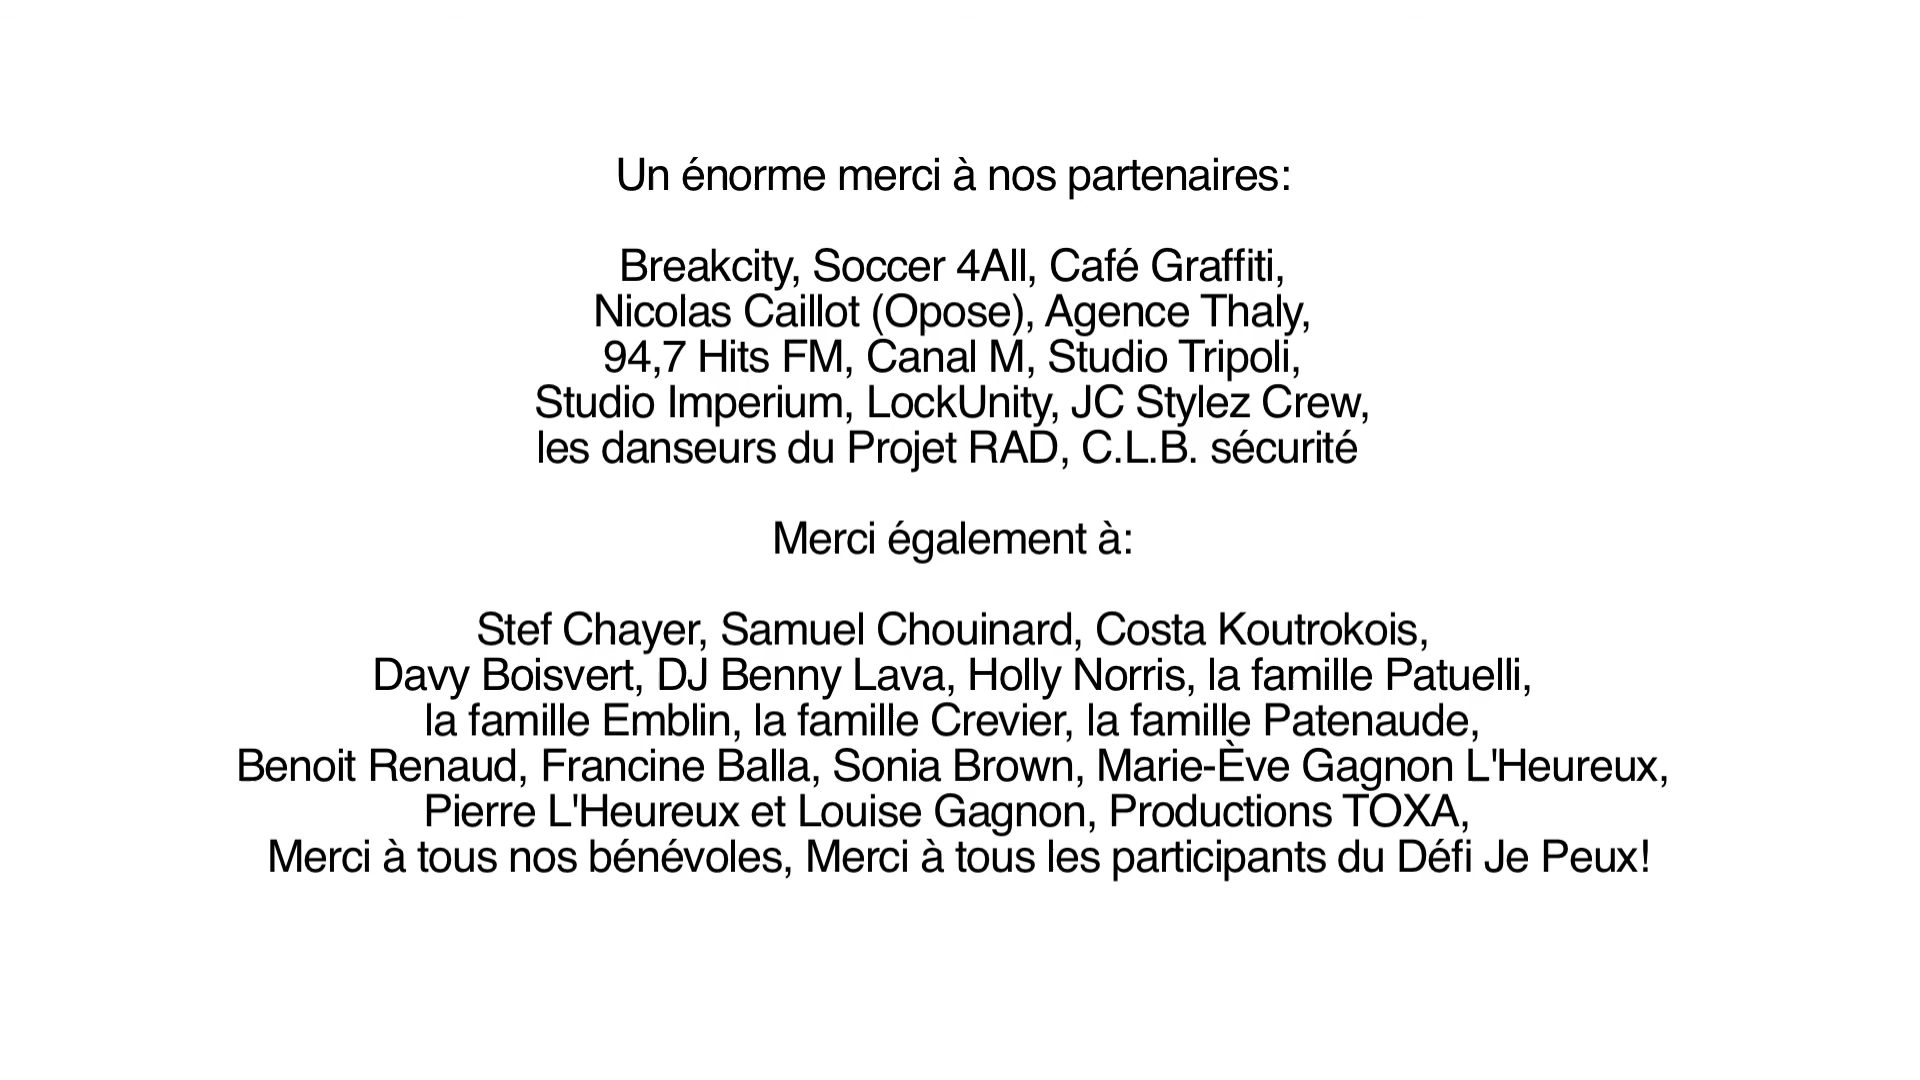 Un énorme merci à nos partenaires:
Breakcity, Soccer 4All, Café Graffiti,
Nicolas Caillot (Opose), Agence Thaly,
94,7 Hits FM, Canal M, Studio Tripoli,
Studio Imperium, LockUnity, JC Stylez Crew,
les danseurs du Projet RAD, C.L.B. sécurité
Merci également à:
Stef Chayer, Samuel Chouinard, Costa Koutrokois,
Davy Boisvert, DJ Benny Lava, Holly Norris, la famille Patuelli,
la famille Emblin, la famille Crevier, la famille Patenaude,
Benoit Renaud, Francine Balla, Sonia Brown, Marie-Ève Gagnon L'Heureux,
Pierre L'Heureux et Louise Gagnon, Productions TOXA,
Merci à tous nos bénévoles, Merci à tous les participants du Défi Je Peux!